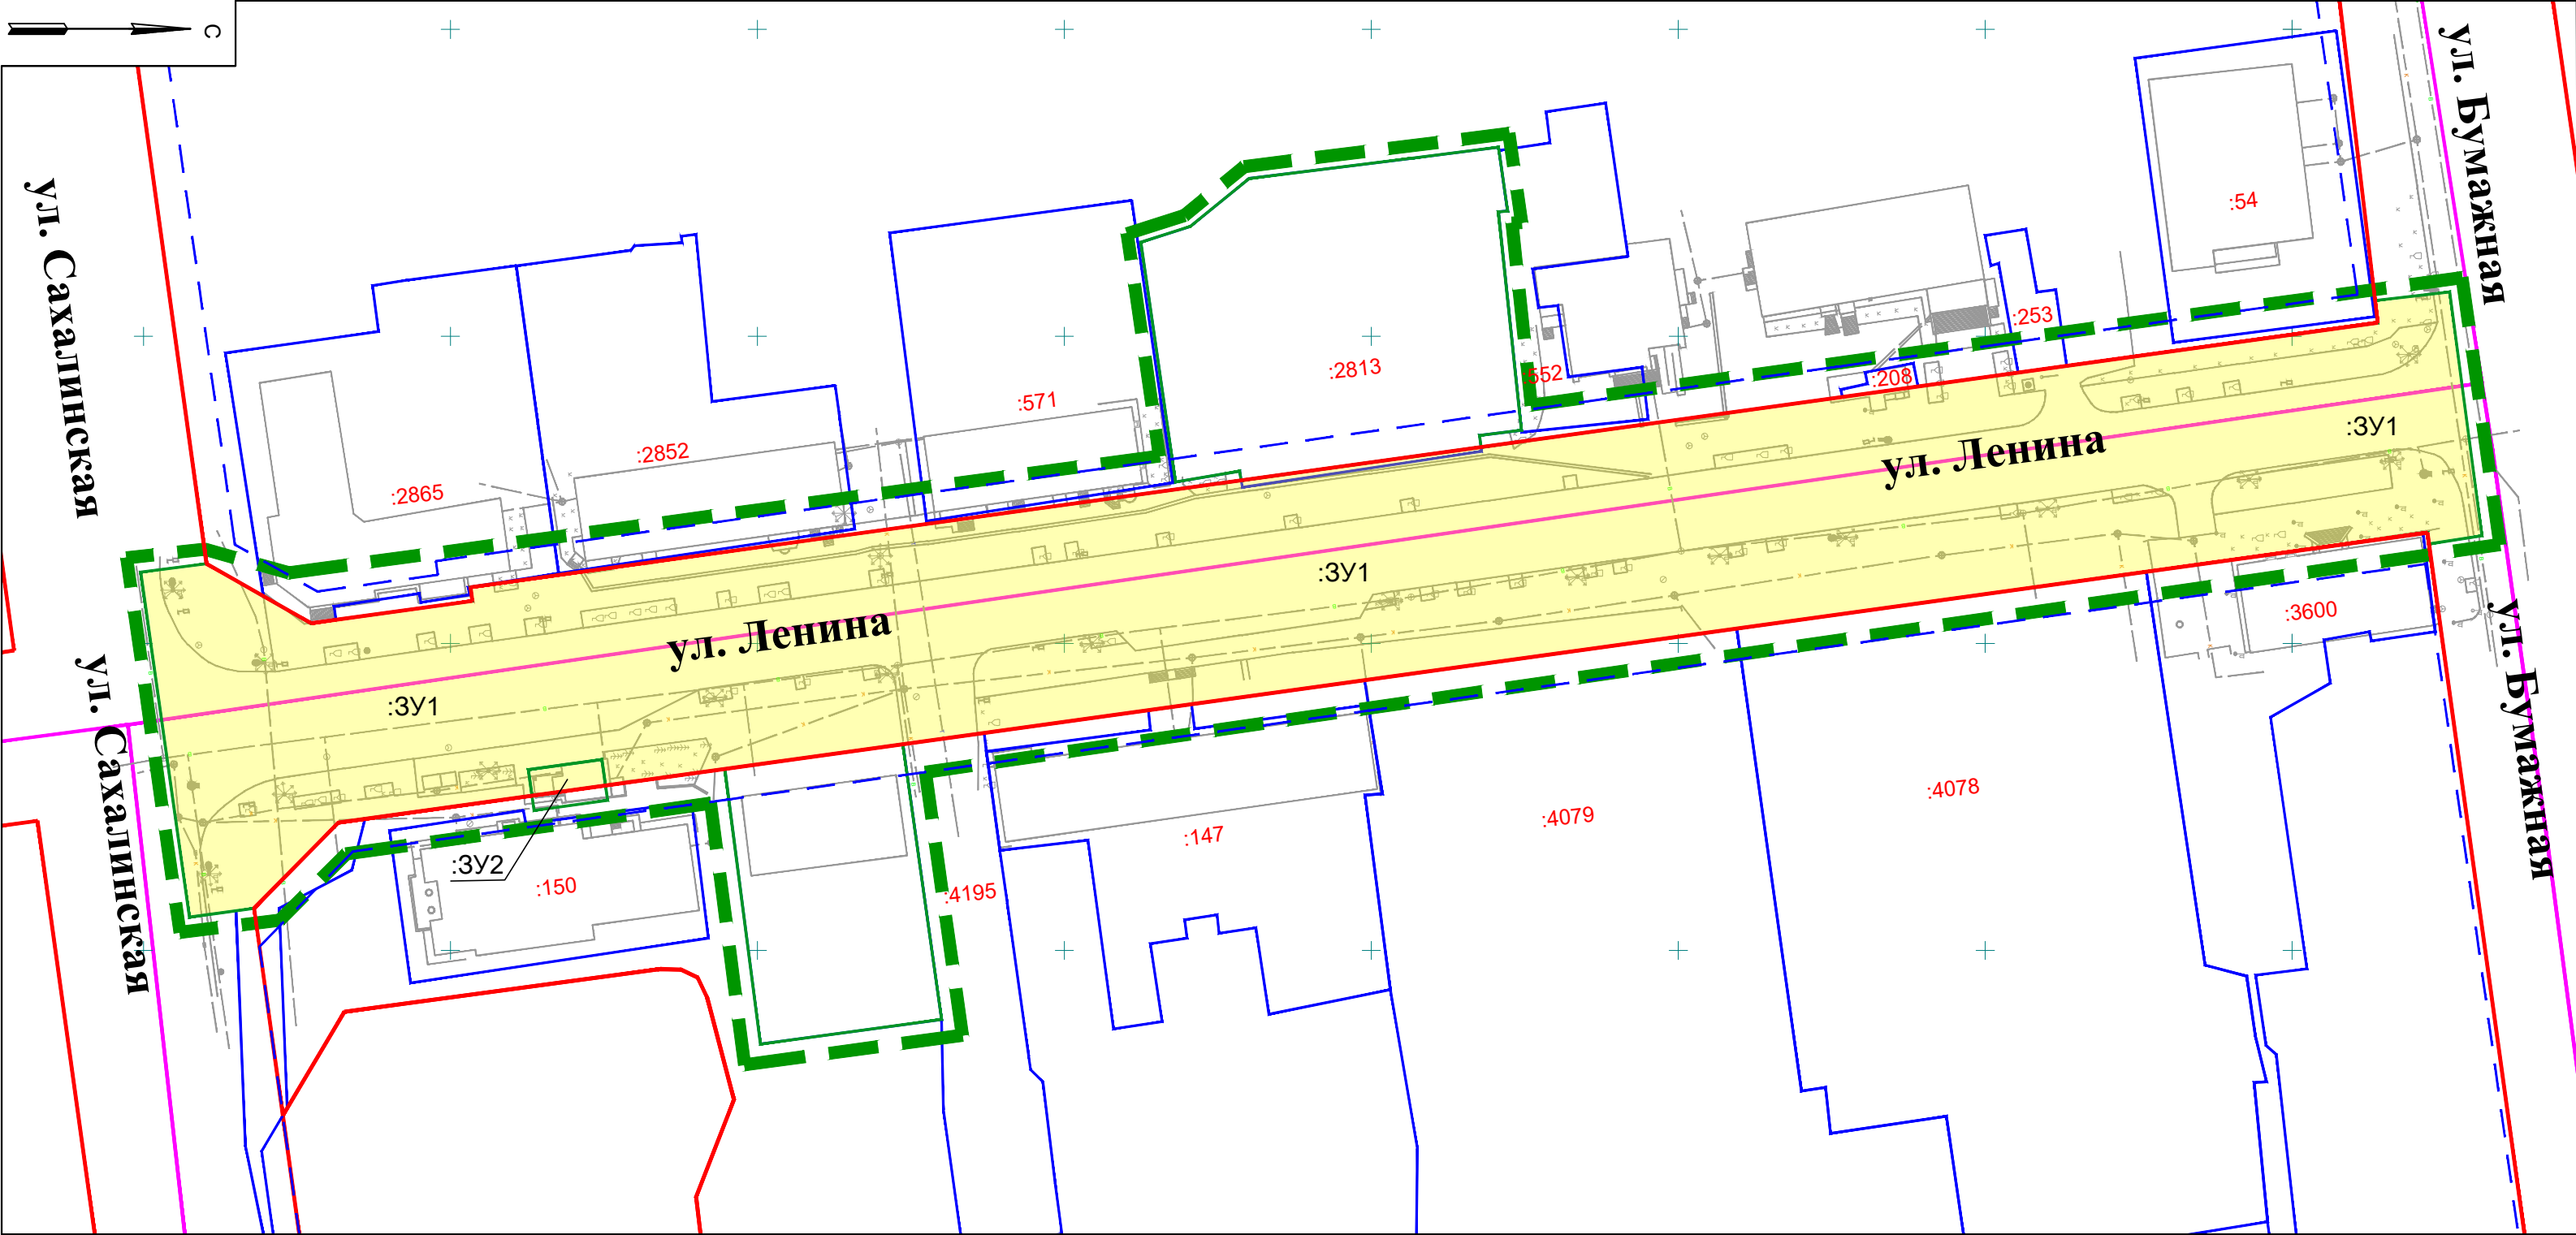 С
ул. Сахалинская
ул. Бумажная
:54
:253
:208
:552
:2813
:571
:2852
:2865
ул. Ленина
:ЗУ1
:ЗУ1
ул. Ленина
:ЗУ1
:3600
ул. Сахалинская
ул. Бумажная
:ЗУ2
:150
:4195
:147
:4079
:4078